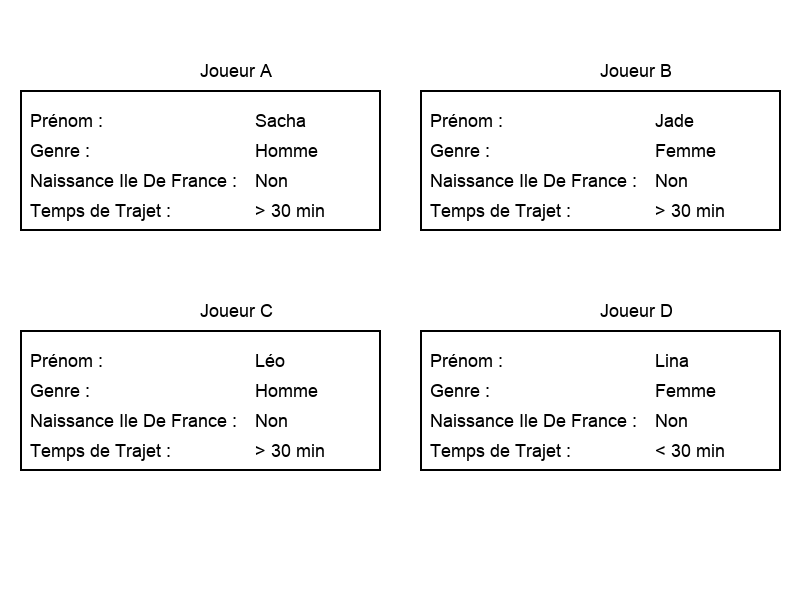 Joueur A
Prénom : Sacha
Genre : Homme
Naissance Ile De France : Non
Temps de Trajet : > 30 min
Joueur B
Prénom : Jade
Genre : Femme
Naissance Ile De France : Non
Temps de Trajet : > 30 min
Joueur C
Prénom : Léo
Genre : Homme
Naissance Ile De France : Non
Temps de Trajet : > 30 min
Joueur D
Prénom : Lina
Genre : Femme
Naissance Ile De France : Non
Temps de Trajet : < 30 min